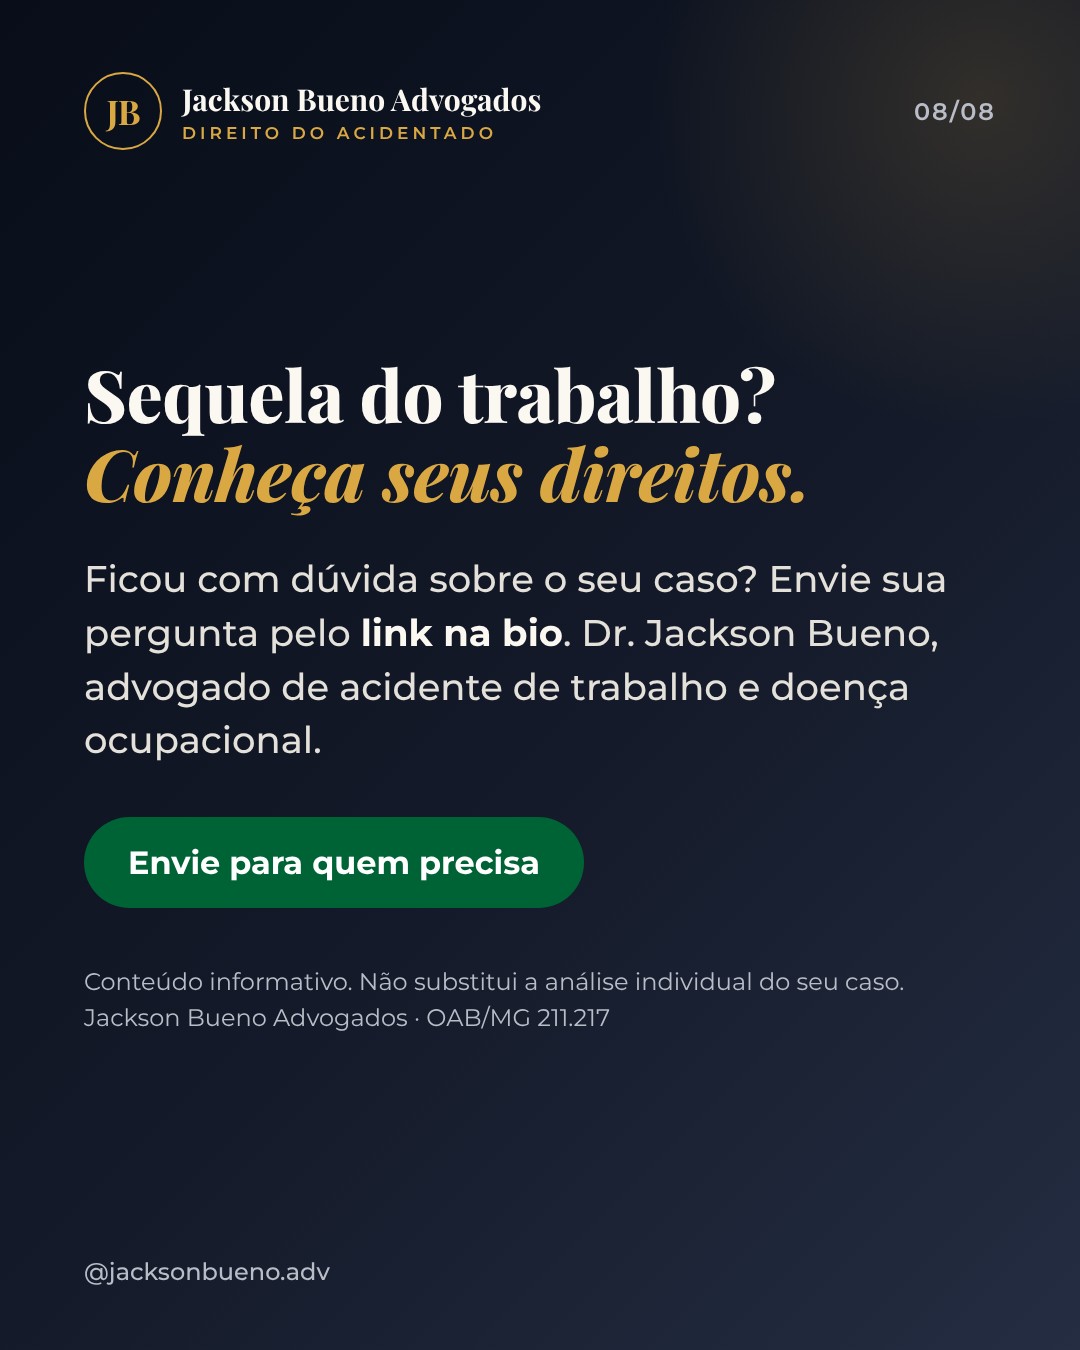 JB
Jackson Bueno Advogados
DIREITO DO ACIDENTADO
08/08
Sequela do trabalho?
Conheça seus direitos.
Ficou com dúvida sobre o seu caso? Envie sua
pergunta pelo link na bio. Dr. Jackson Bueno,
advogado de acidente de trabalho e doença
ocupacional.
Envie para quem precisa
Conteúdo informativo. Não substitui a análise individual do seu caso.
Jackson Bueno Advogados · OAB/MG 211.217
@jacksonbueno.adv